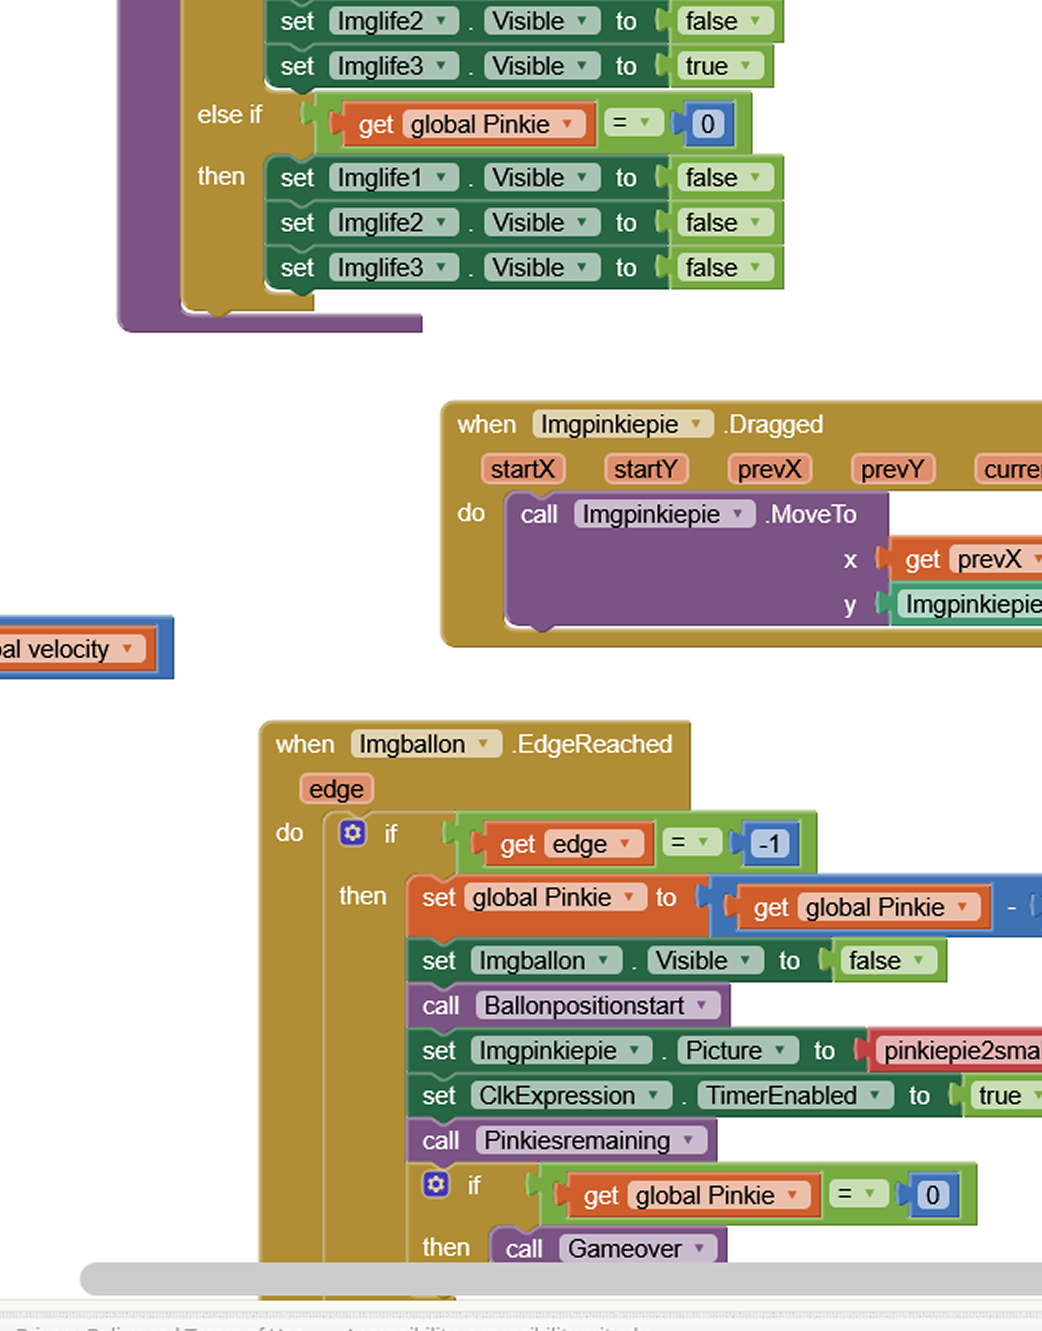 set Imglife2 . Visible to false
set Imglife3 . Visible to true
else if get global Pinkie = 0
then set Imglife1 . Visible to false
set Imglife2 . Visible to false
set Imglife3 . Visible to false
when Imgpinkiepie .Dragged
startX startY prevX prevY curre
do call Imgpinkiepie .MoveTo
x get prevX
y Imgpinkiepie
al velocity
when Imgballon .EdgeReached
edge
do if get edge = -1
then set global Pinkie to get global Pinkie -
set Imgballon . Visible to false
call Ballonpositionstart
set Imgpinkiepie . Picture to pinkiepie2sma
set ClkExpression . TimerEnabled to true
call Pinkiesremaining
if get global Pinkie = 0
then call Gameover